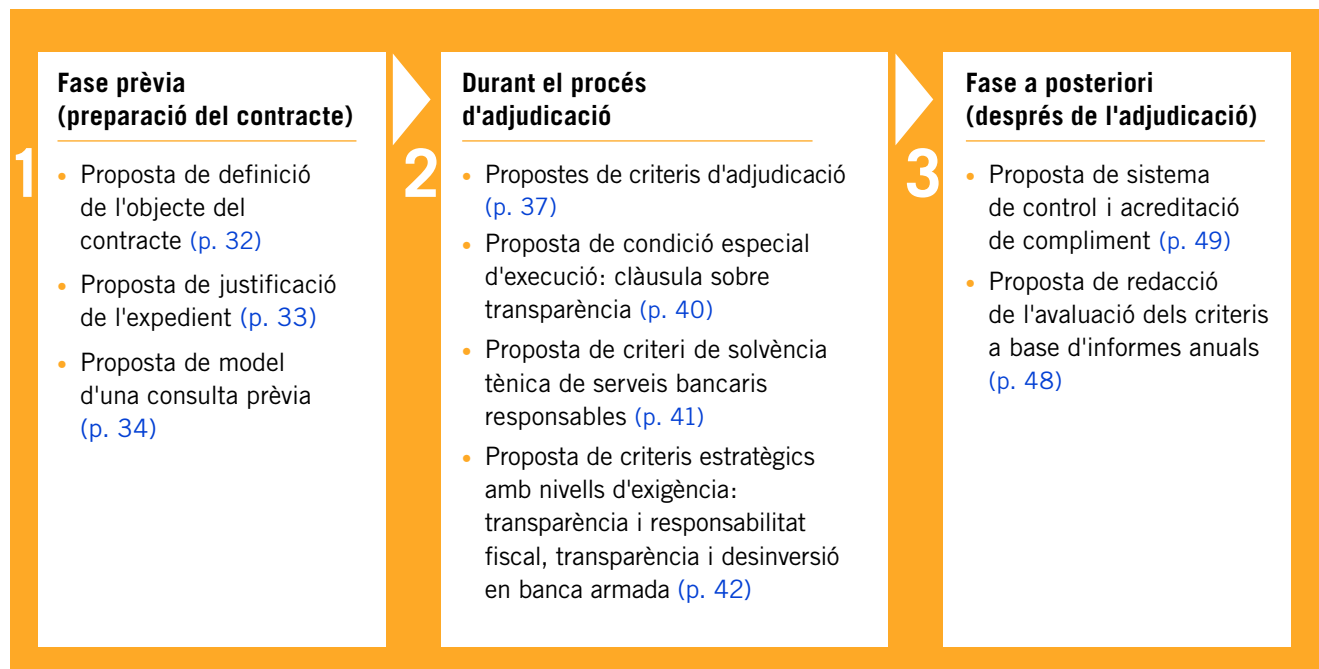 1
Fase prèvia
(preparació del contracte)
• Proposta de definició
de l'objecte del
contracte (p. 32)
• Proposta de justificació
de l'expedient (p. 33)
• Proposta de model
d'una consulta prèvia
(p. 34)
2
Durant el procés
d'adjudicació
• Propostes de criteris d'adjudicació
(p. 37)
• Proposta de condició especial
d'execució: clàusula sobre
transparència (p. 40)
• Proposta de criteri de solvència
tènica de serveis bancaris
responsables (p. 41)
• Proposta de criteris estratègics
amb nivells d'exigència:
transparència i responsabilitat
fiscal, transparència i desinversió
en banca armada (p. 42)
3
Fase a posteriori
(després de l'adjudicació)
• Proposta de sistema
de control i acreditació
de compliment (p. 49)
• Proposta de redacció
de l'avaluació dels criteris
a base d'informes anuals
(p. 48)